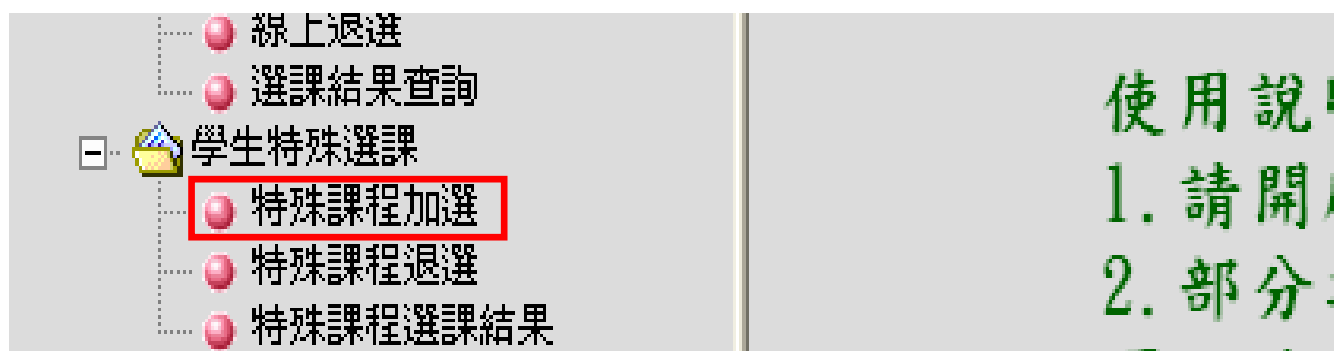 線上退選
選課結果查詢
學生特殊選課
特殊課程加選
特殊課程退選
特殊課程選課結果
使用說
1.請開
2.部分